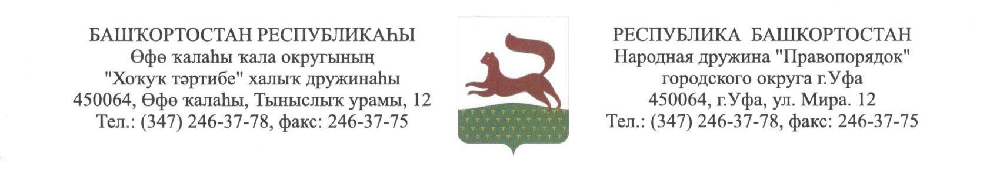 БАШҠОРТОСТАН РЕСПУБЛИКАҺЫ
Өфө ҡалаһы ҡала округының
"Хоҡуҡ тәртибе" халыҡ дружинаһы
450064, Өфө ҡалаһы, Тыныслыҡ урамы, 12
Тел.: (347) 246-37-78, факс: 246-37-75
РЕСПУБЛИКА БАШКОРТОСТАН
Народная дружина "Правопорядок"
городского округа г.Уфа
450064, г.Уфа, ул. Мира. 12
Тел.: (347) 246-37-78, факс: 246-37-75